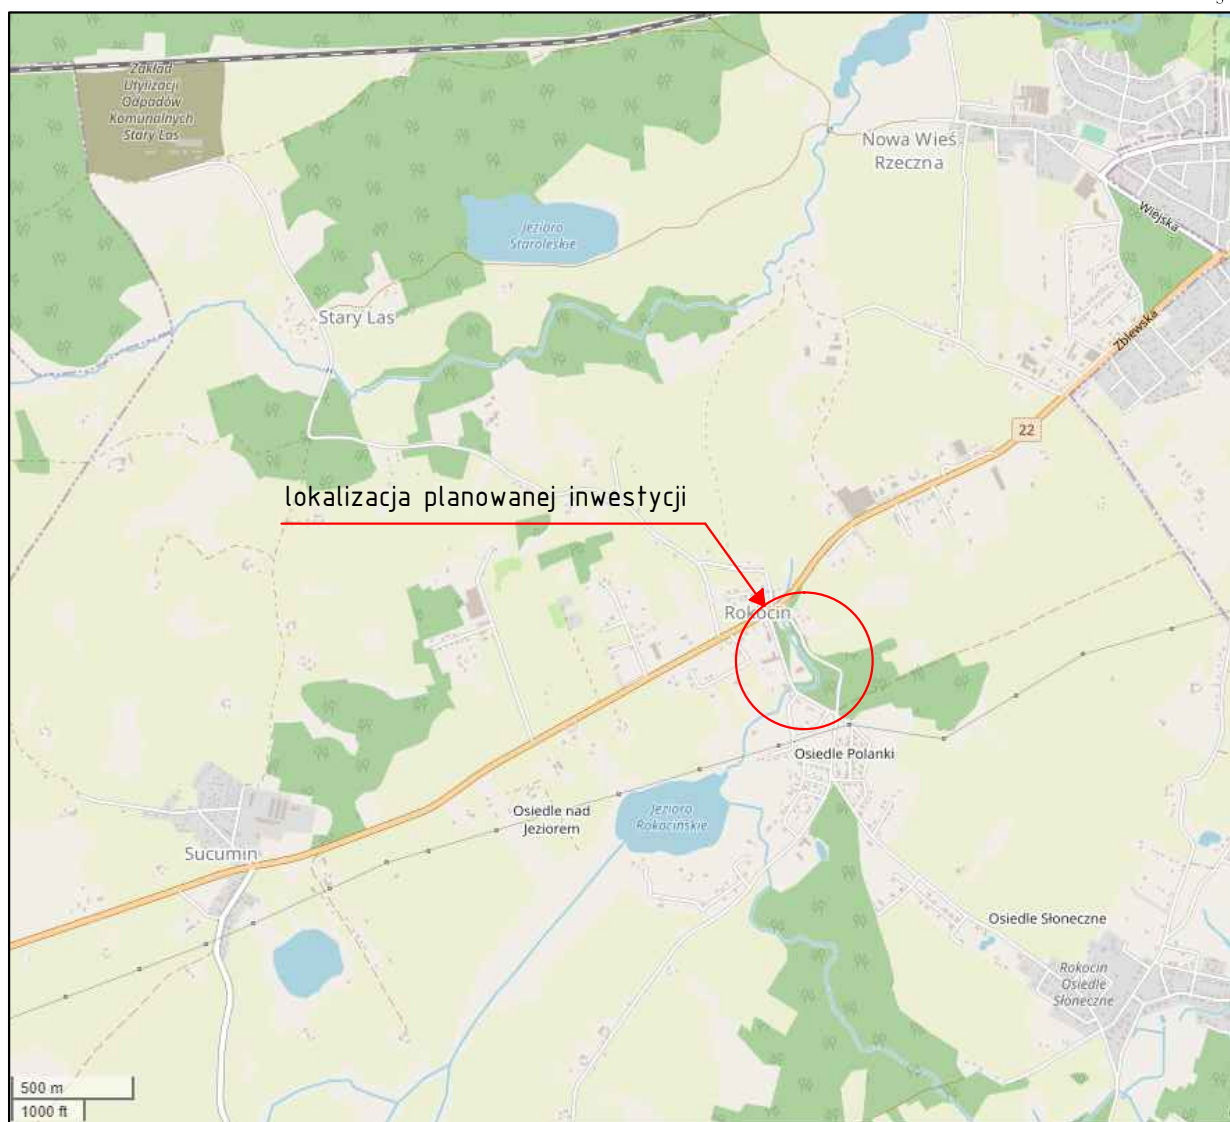 Zakład
Utylizacji
Odpadów
Komunalnych
Stary Las
Nowa Wieś
Rzeczna
Wiejska
Jezioro
Staroleskie
Stary Las
Zblewska
22
lokalizacja planowanej inwestycji
Rokocin
Osiedle Polanki
Osiedle nad
Jeziorem
Jezioro
Rokocińskie
Sucumin
Osiedle Słoneczne
Rokocin
Osiedle
Słoneczne
500 m
1000 ft